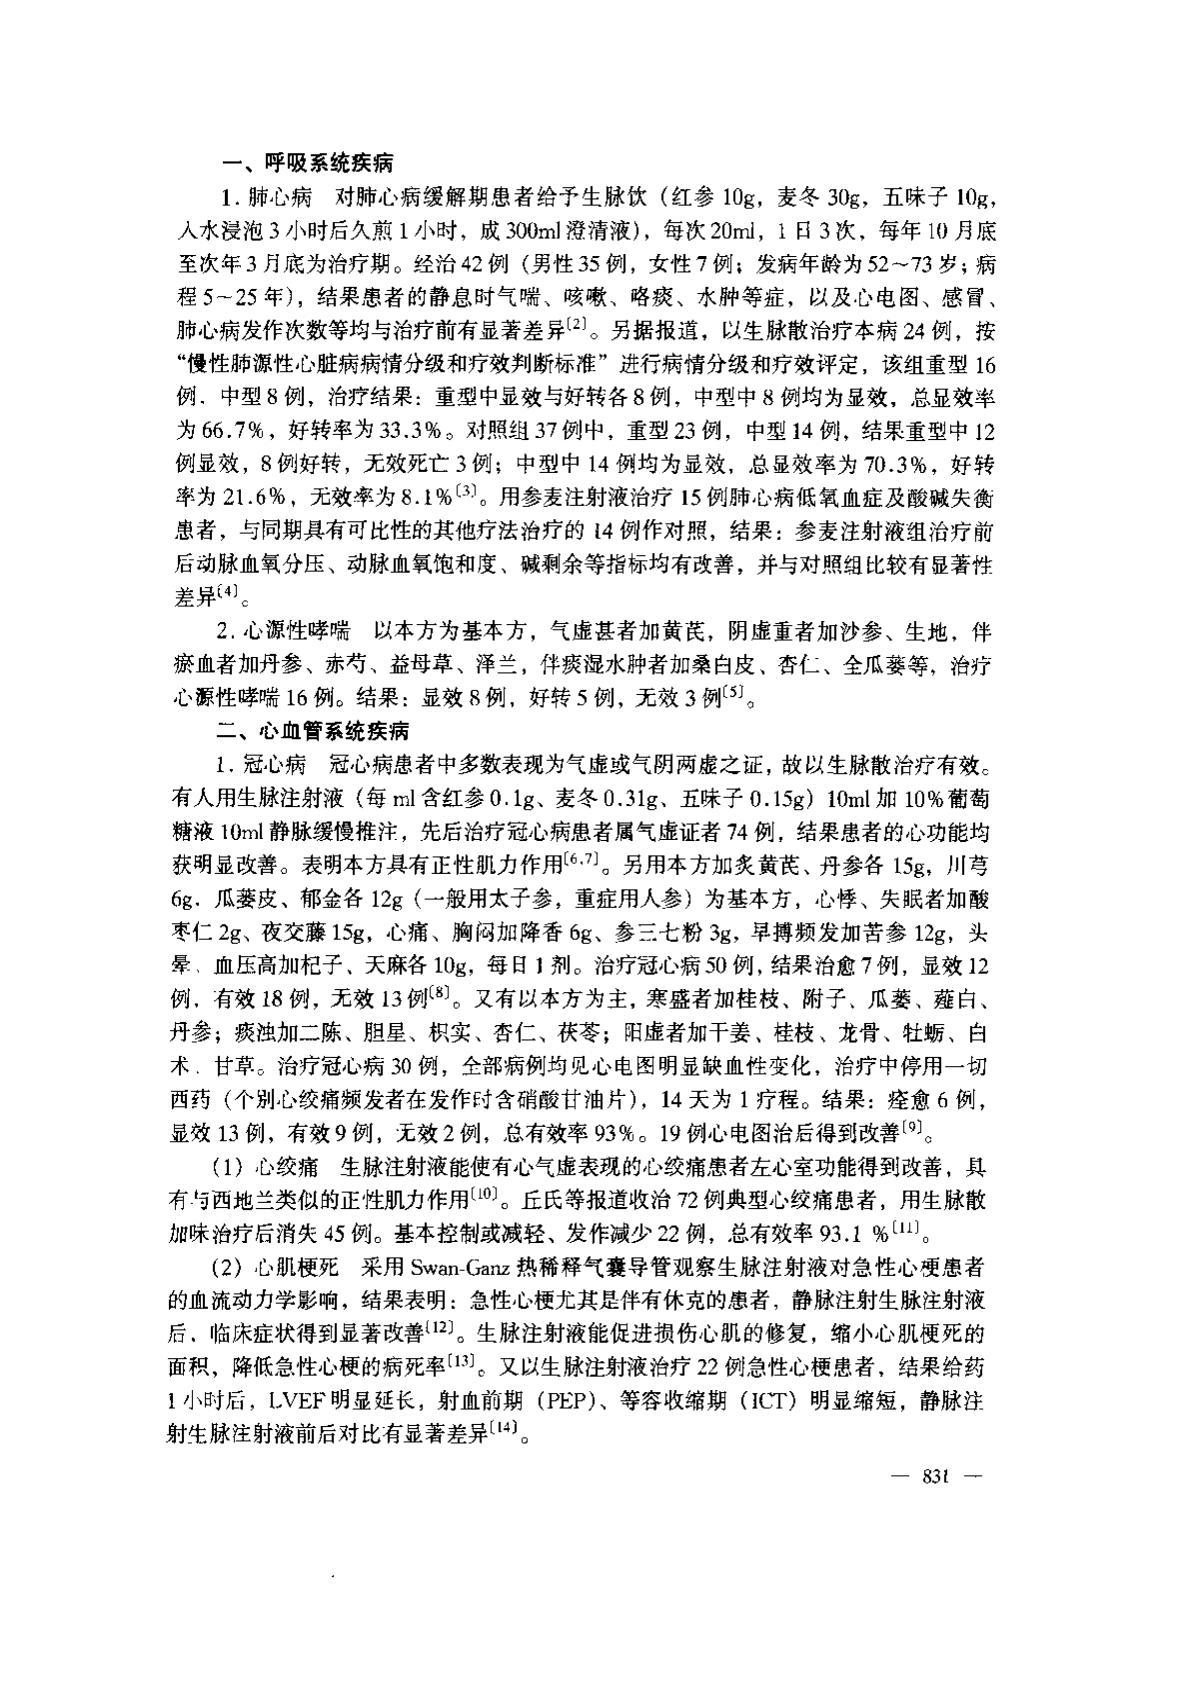 一、呼吸系统疾病
1. 肺心病　对肺心病缓解期患者给予生脉饮（红参 10g，麦冬 30g，五味子 10g，
入水浸泡 3 小时后久煎 1 小时，成 300ml 澄清液），每次 20ml，1 日 3 次，每年 10 月底
至次年 3 月底为治疗期。经治 42 例（男性 35 例，女性 7 例；发病年龄为 52～73 岁；病
程 5～25 年），结果患者的静息时气喘、咳嗽、咯痰、水肿等症，以及心电图、感冒、
肺心病发作次数等均与治疗前有显著差异〔2〕。另据报道，以生脉散治疗本病 24 例，按
“慢性肺源性心脏病病情分级和疗效判断标准”进行病情分级和疗效评定，该组重型 16
例，中型 8 例，治疗结果：重型中显效与好转各 8 例，中型中 8 例均为显效，总显效率
为 66.7%，好转率为 33.3%。对照组 37 例中，重型 23 例，中型 14 例，结果重型中 12
例显效，8 例好转，无效死亡 3 例；中型中 14 例均为显效，总显效率为 70.3%，好转
率为 21.6%，无效率为 8.1%〔3〕。用参麦注射液治疗 15 例肺心病低氧血症及酸碱失衡
患者，与同期具有可比性的其他疗法治疗的 14 例作对照，结果：参麦注射液组治疗前
后动脉血氧分压、动脉血氧饱和度、碱剩余等指标均有改善，并与对照组比较有显著性
差异〔4〕。
2. 心源性哮喘　以本方为基本方，气虚甚者加黄芪，阴虚重者加沙参、生地，伴
瘀血者加丹参、赤芍、益母草、泽兰，伴痰湿水肿者加桑白皮、杏仁、全瓜蒌等，治疗
心源性哮喘 16 例。结果：显效 8 例，好转 5 例，无效 3 例〔5〕。
二、心血管系统疾病
1. 冠心病　冠心病患者中多数表现为气虚或气阴两虚之证，故以生脉散治疗有效。
有人用生脉注射液（每 ml 含红参 0.1g、麦冬 0.31g、五味子 0.15g）10ml 加 10%葡萄
糖液 10ml 静脉缓慢推注，先后治疗冠心病患者属气虚证者 74 例，结果患者的心功能均
获明显改善。表明本方具有正性肌力作用〔6,7〕。另用本方加炙黄芪、丹参各 15g，川芎
6g，瓜蒌皮、郁金各 12g（一般用太子参，重症用人参）为基本方，心悸、失眠者加酸
枣仁 2g、夜交藤 15g，心痛、胸闷加降香 6g、参三七粉 3g，早搏频发加苦参 12g，头
晕、血压高加杞子、天麻各 10g，每日 1 剂。治疗冠心病 50 例，结果治愈 7 例，显效 12
例，有效 18 例，无效 13 例〔8〕。又有以本方为主，寒盛者加桂枝、附子、瓜蒌、薤白、
丹参；痰浊加二陈、胆星、枳实、杏仁、茯苓；阳虚者加干姜、桂枝、龙骨、牡蛎、白
术、甘草。治疗冠心病 30 例，全部病例均见心电图明显缺血性变化，治疗中停用一切
西药（个别心绞痛频发者在发作时含硝酸甘油片），14 天为 1 疗程。结果：痊愈 6 例，
显效 13 例，有效 9 例，无效 2 例，总有效率 93%。19 例心电图治后得到改善〔9〕。
（1）心绞痛　生脉注射液能使有心气虚表现的心绞痛患者左心室功能得到改善，具
有与西地兰类似的正性肌力作用〔10〕。丘氏等报道收治 72 例典型心绞痛患者，用生脉散
加味治疗后消失 45 例。基本控制或减轻、发作减少 22 例，总有效率 93.1 %〔11〕。
（2）心肌梗死　采用 Swan-Ganz 热稀释气囊导管观察生脉注射液对急性心梗患者
的血流动力学影响，结果表明：急性心梗尤其是伴有休克的患者，静脉注射生脉注射液
后，临床症状得到显著改善〔12〕。生脉注射液能促进损伤心肌的修复，缩小心肌梗死的
面积，降低急性心梗的病死率〔13〕。又以生脉注射液治疗 22 例急性心梗患者，结果给药
1 小时后，LVEF 明显延长，射血前期（PEP）、等容收缩期（ICT）明显缩短，静脉注
射生脉注射液前后对比有显著差异〔14〕。
— 831 —